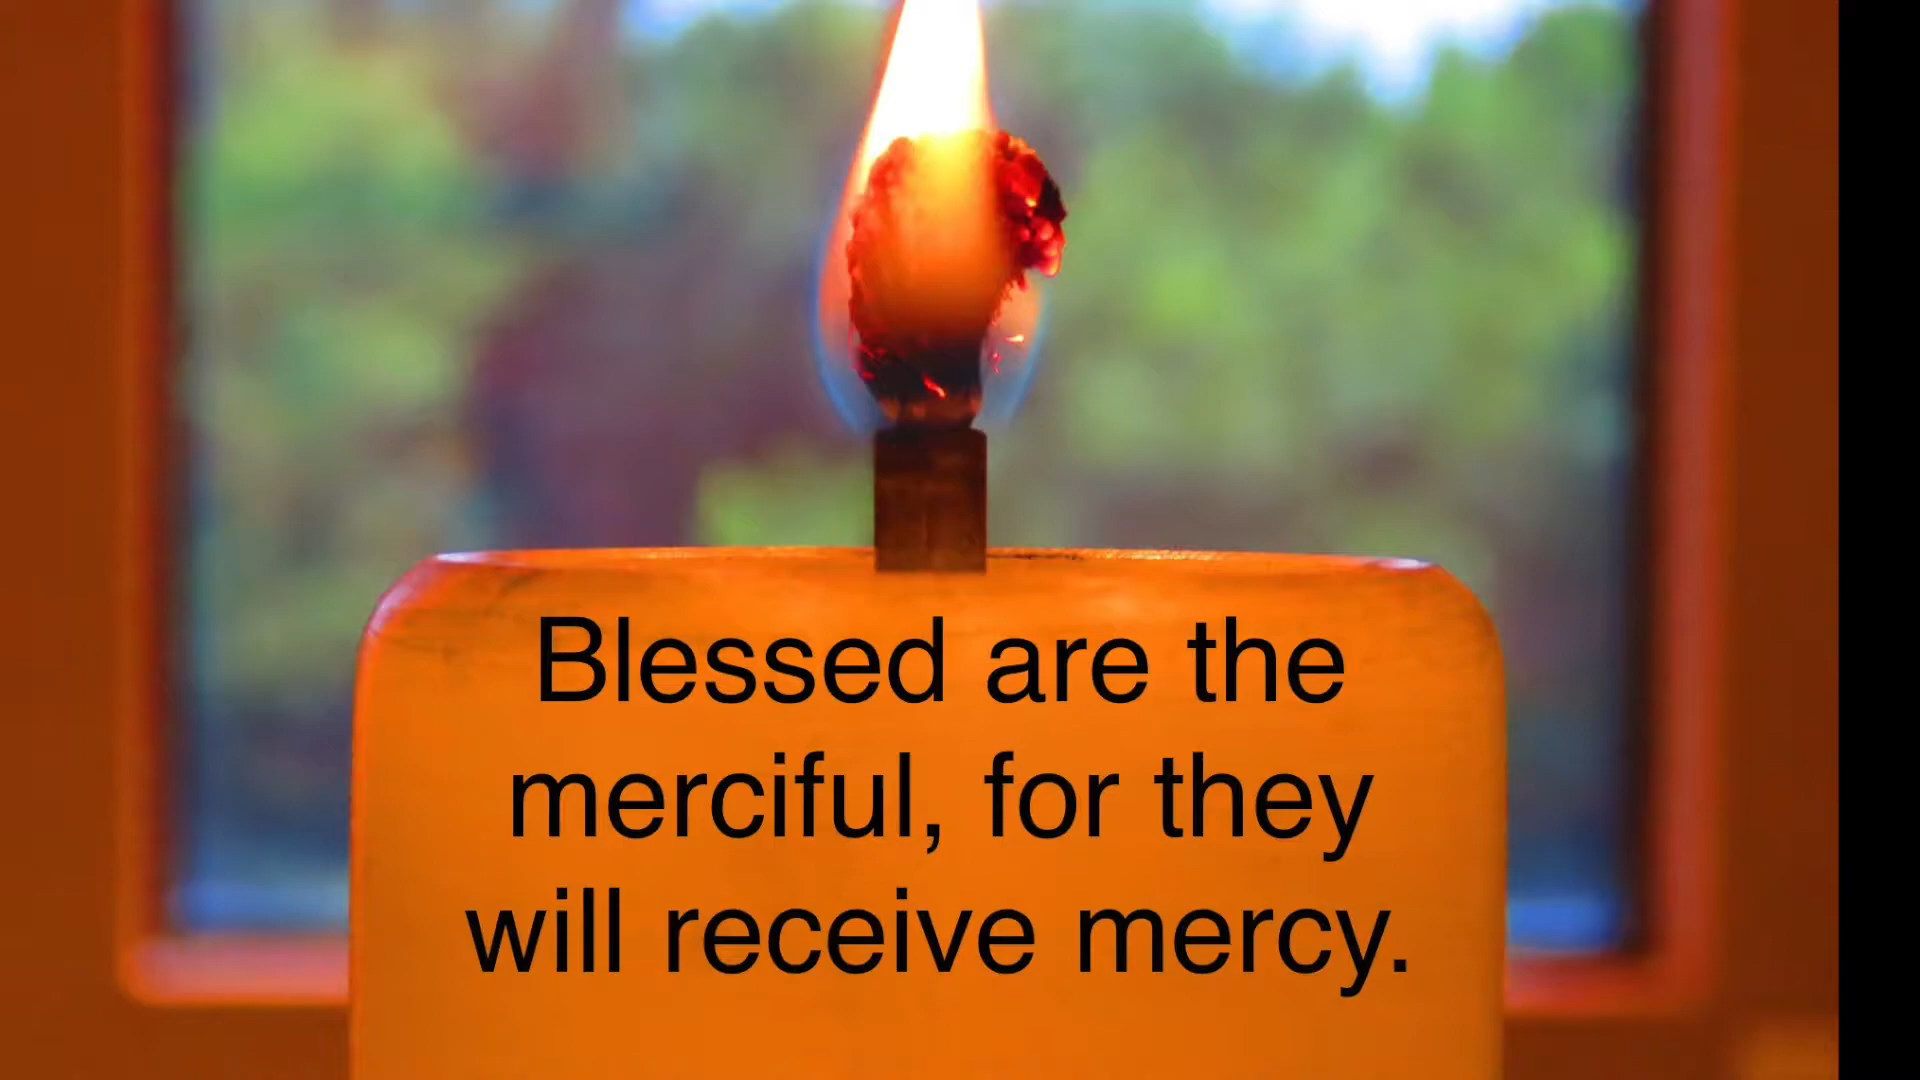 Blessed are the
merciful, for they
will receive mercy.